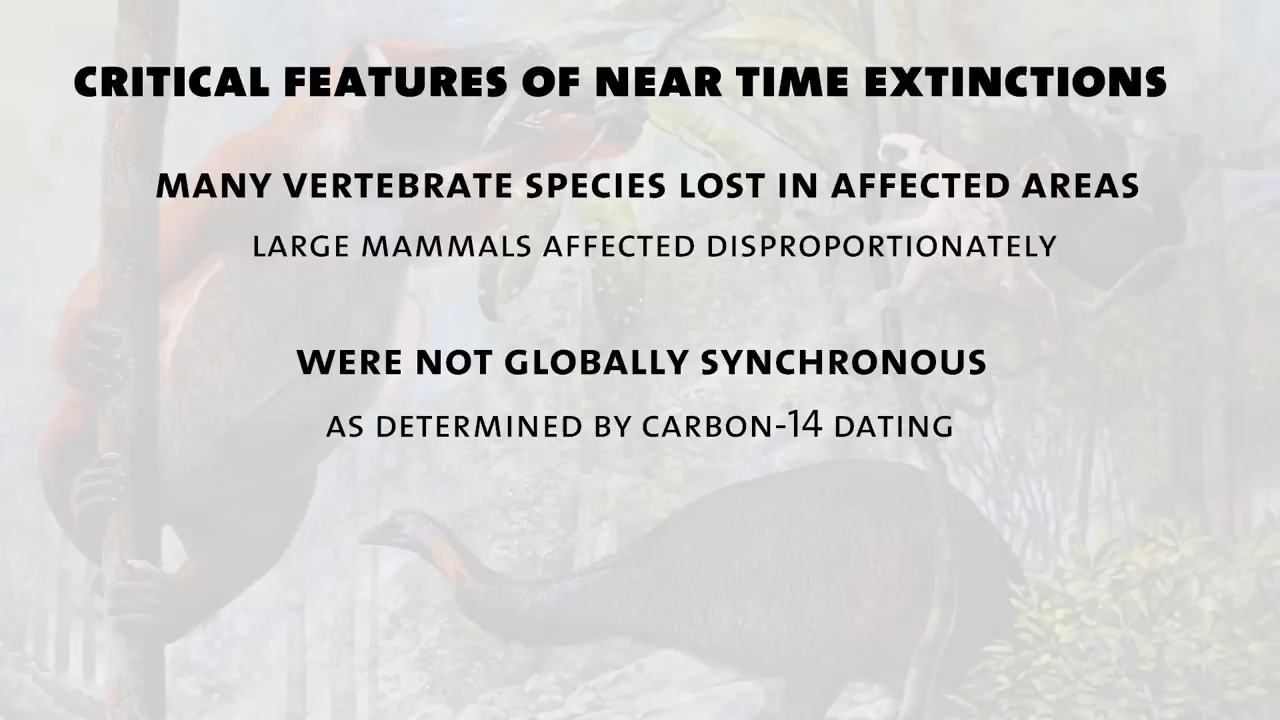 CRITICAL FEATURES OF NEAR TIME EXTINCTIONS
MANY VERTEBRATE SPECIES LOST IN AFFECTED AREAS
LARGE MAMMALS AFFECTED DISPROPORTIONATELY
WERE NOT GLOBALLY SYNCHRONOUS
AS DETERMINED BY CARBON-14 DATING